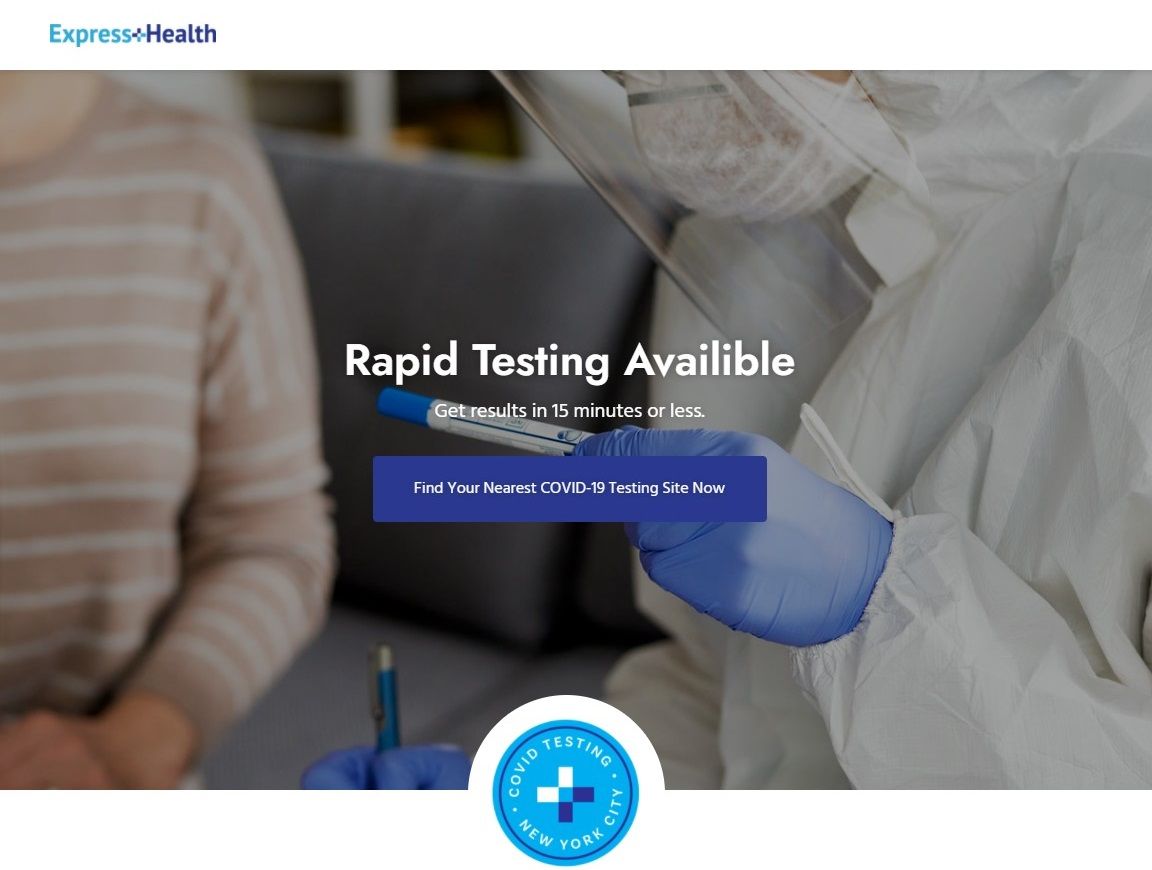 Express+Health
Rapid Testing Availible
Get results in 15 minutes or less.
Find Your Nearest COVID-19 Testing Site Now
COVID TESTING
NEW YORK CITY